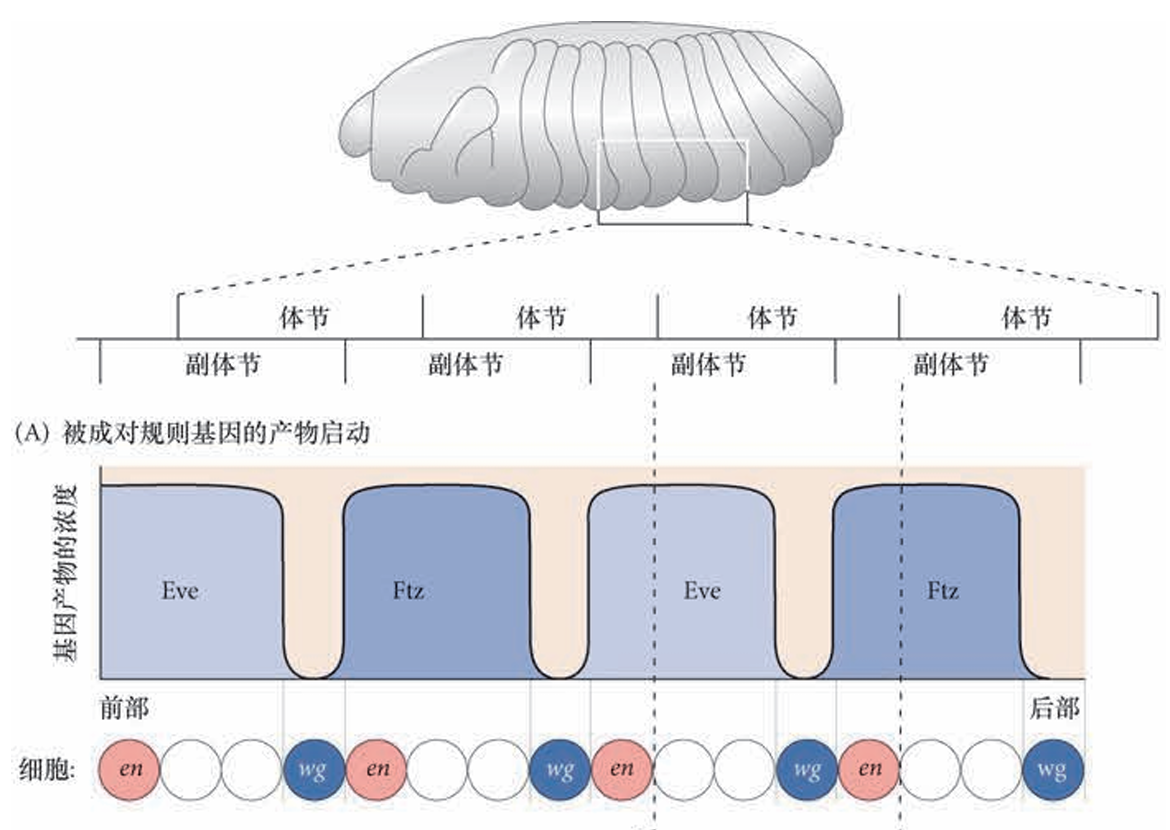 体节 体节 体节 体节
副体节 副体节 副体节 副体节
(A) 被成对规则基因的产物启动
基因产物的浓度
Eve Ftz Eve Ftz
前部 后部
细胞: en wg en wg en wg en wg